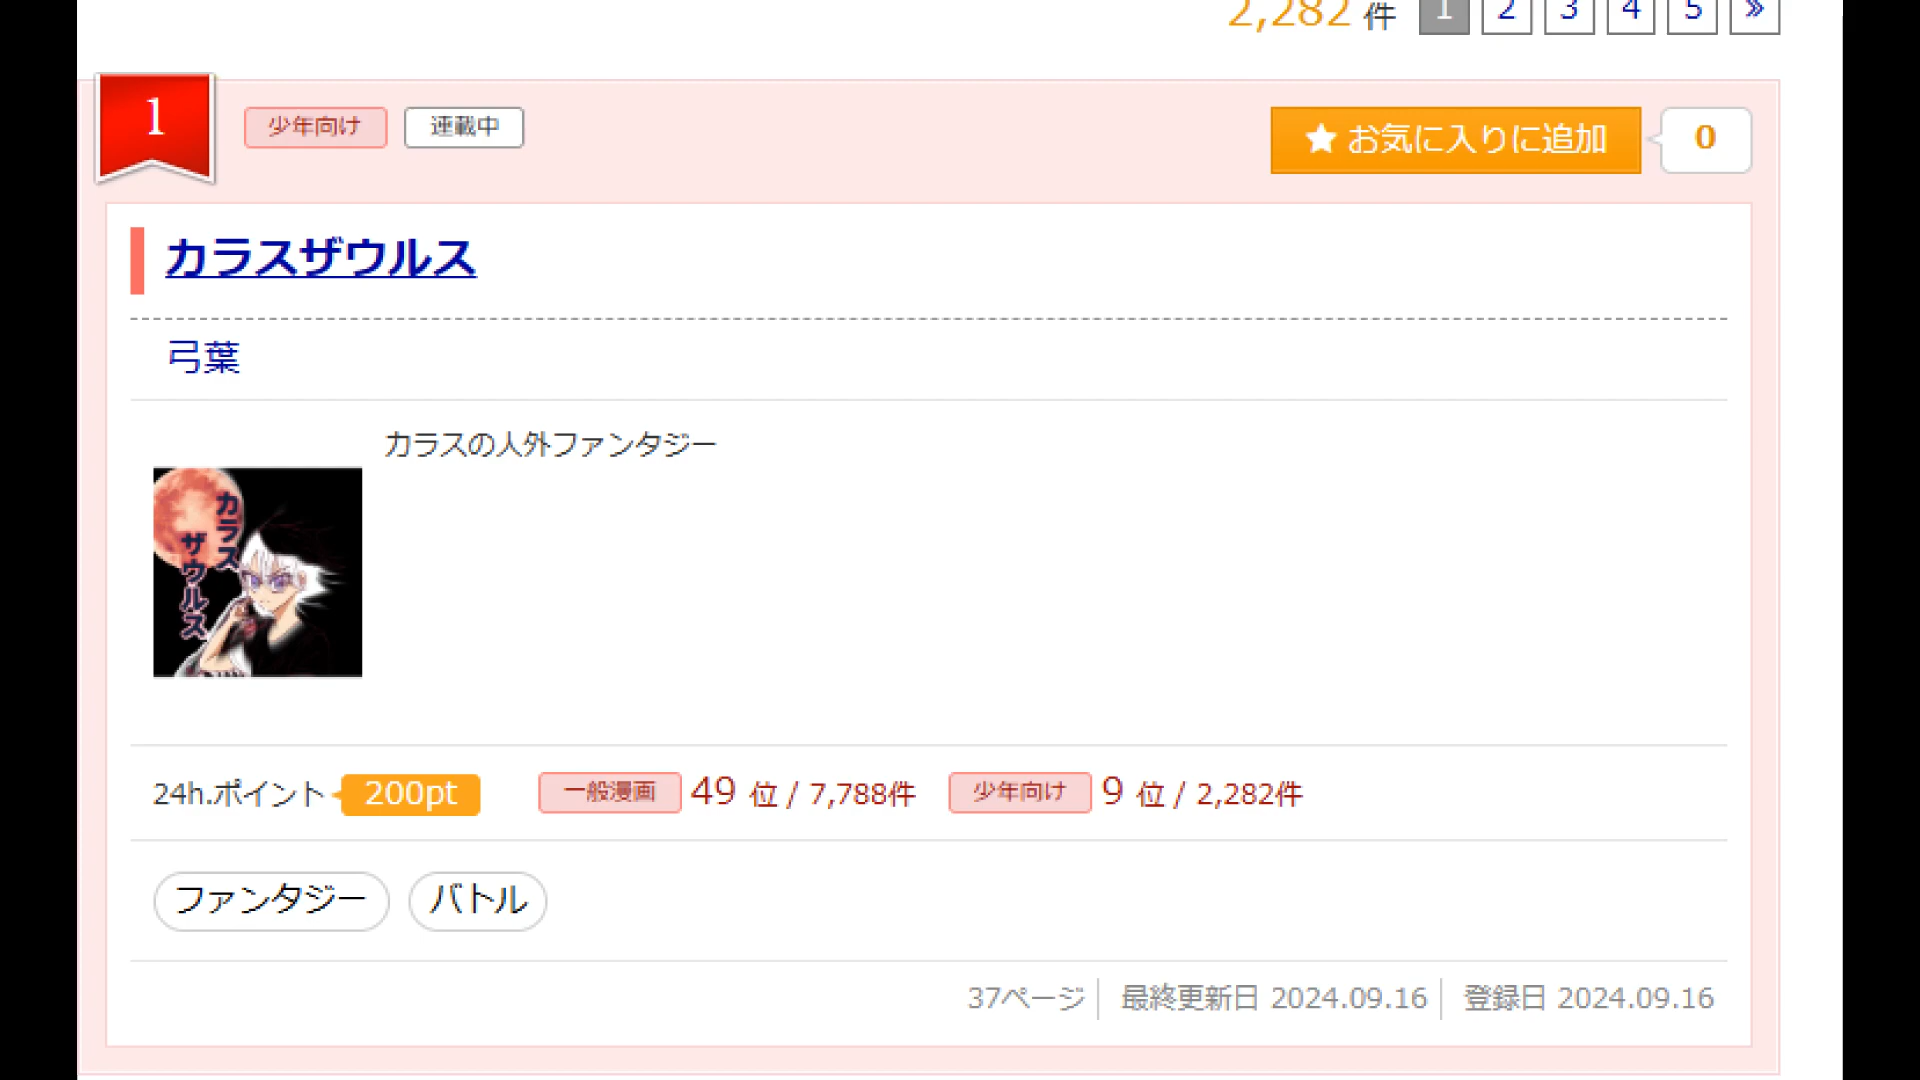 2,282 件 1 2 3 4 5 »
1 少年向け 連載中 ★ お気に入りに追加 0
カラスザウルス
弓葉
カラスの人外ファンタジー
カラス
ザウルス
24h.ポイント 200pt 一般漫画 49 位 / 7,788件 少年向け 9 位 / 2,282件
ファンタジー バトル
37ページ 最終更新日 2024.09.16 登録日 2024.09.16